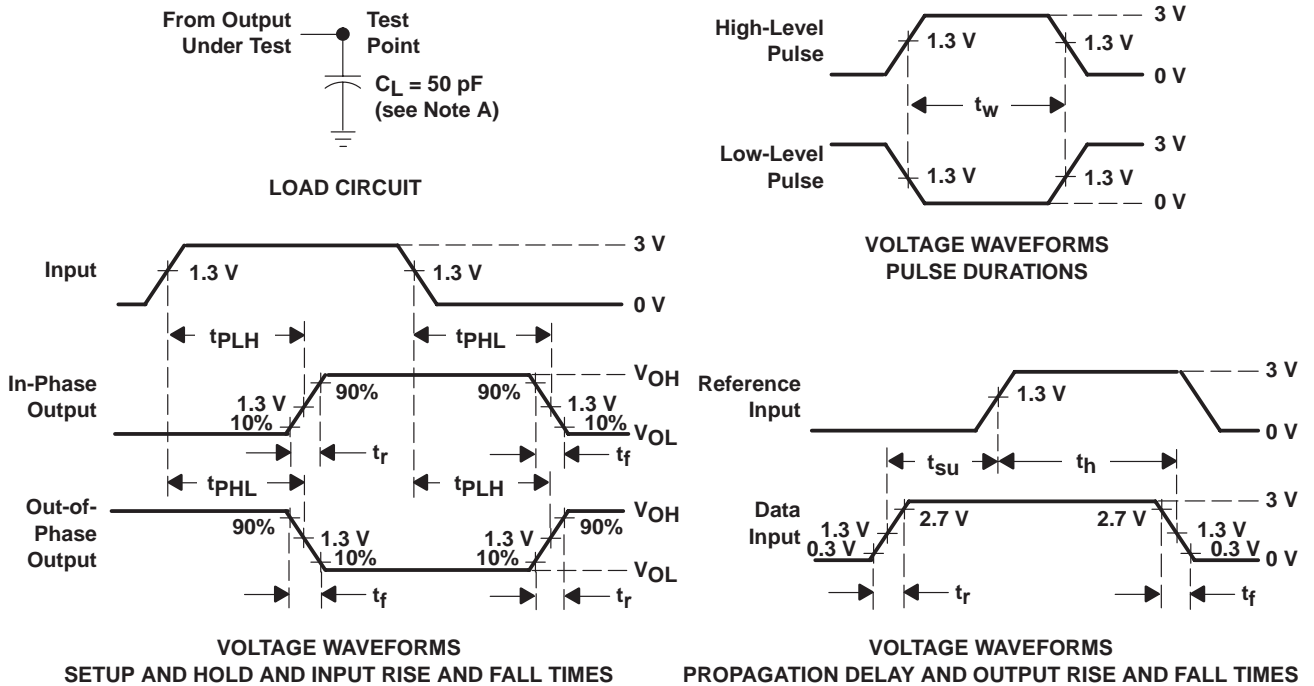 From Output
Under Test
Test
Point
CL = 50 pF
(see Note A)
LOAD CIRCUIT
High-Level
Pulse
3 V
1.3 V
1.3 V
0 V
tw
Low-Level
Pulse
3 V
1.3 V
1.3 V
0 V
VOLTAGE WAVEFORMS
PULSE DURATIONS
Input
3 V
1.3 V
1.3 V
0 V
tPLH
tPHL
In-Phase
Output
VOH
90%
90%
1.3 V
1.3 V
10%
10%
VOL
tr
tf
tPHL
tPLH
Out-of-
Phase
Output
VOH
90%
90%
1.3 V
1.3 V
10%
10%
VOL
tf
tr
VOLTAGE WAVEFORMS
SETUP AND HOLD AND INPUT RISE AND FALL TIMES
Reference
Input
3 V
1.3 V
0 V
tsu
th
Data
Input
3 V
2.7 V
2.7 V
1.3 V
1.3 V
0.3 V
0.3 V
0 V
tr
tf
VOLTAGE WAVEFORMS
PROPAGATION DELAY AND OUTPUT RISE AND FALL TIMES